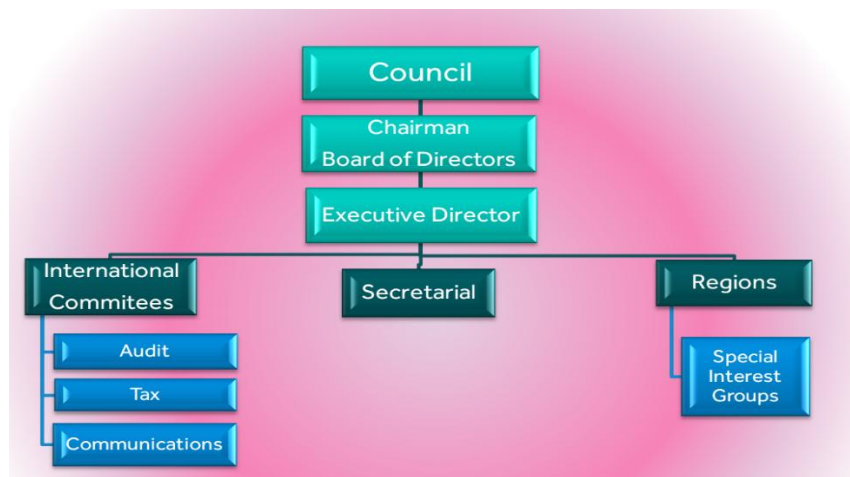 Council
Chairman
Board of Directors
Executive Director
International
Commitees
Secretarial
Regions
Audit
Tax
Communications
Special
Interest
Groups